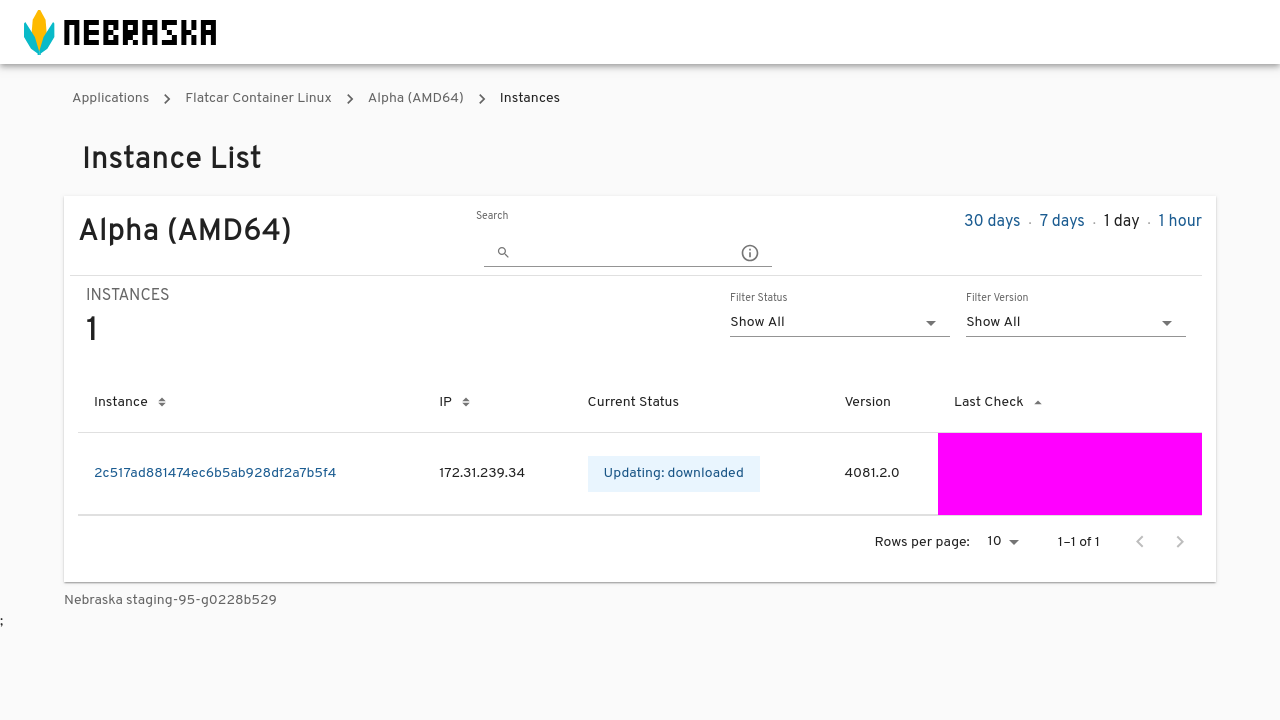 NEBRASKA
Applications > Flatcar Container Linux > Alpha (AMD64) > Instances
Instance List
Alpha (AMD64)
Search
30 days . 7 days . 1 day . 1 hour
INSTANCES
1
Filter Status
Show All
Filter Version
Show All
Instance IP Current Status Version Last Check
2c517ad881474ec6b5ab928df2a7b5f4 172.31.239.34 Updating: downloaded 4081.2.0
Rows per page: 10 1–1 of 1
Nebraska staging-95-g0228b529
;